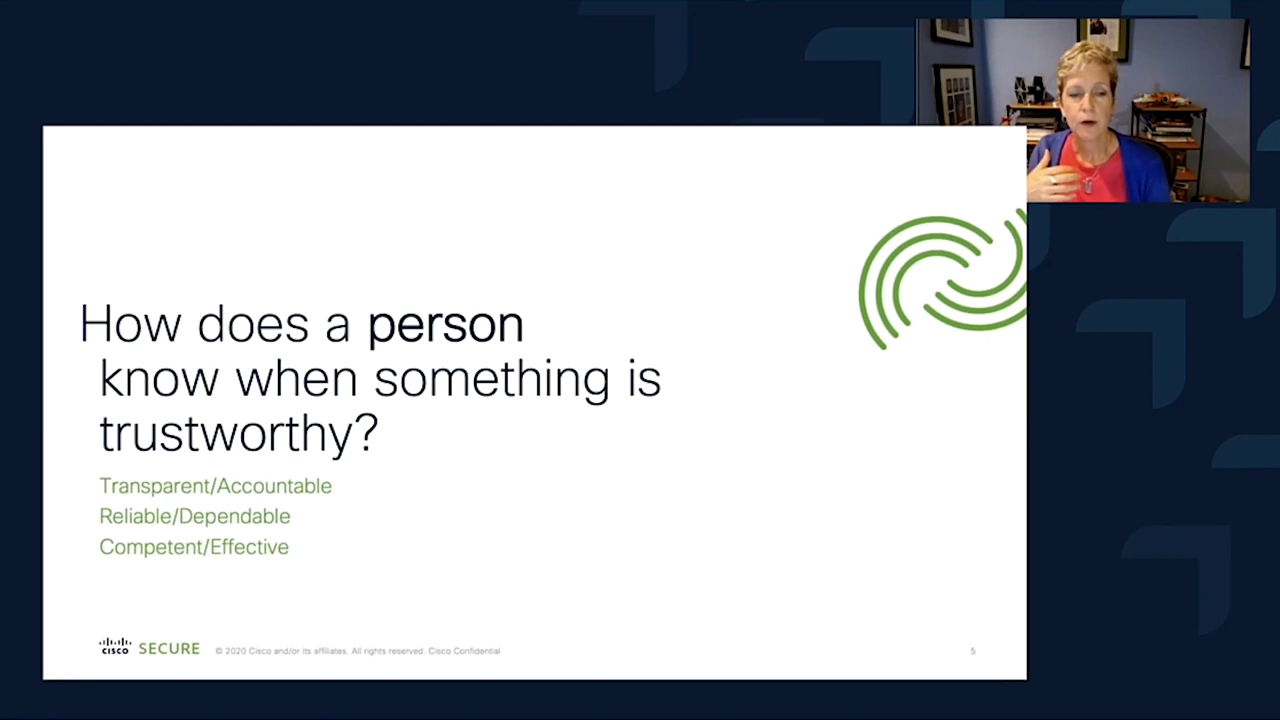 How does a person
know when something is
trustworthy?
Transparent/Accountable
Reliable/Dependable
Competent/Effective
cisco SECURE © 2020 Cisco and/or its affiliates. All rights reserved. Cisco Confidential 5